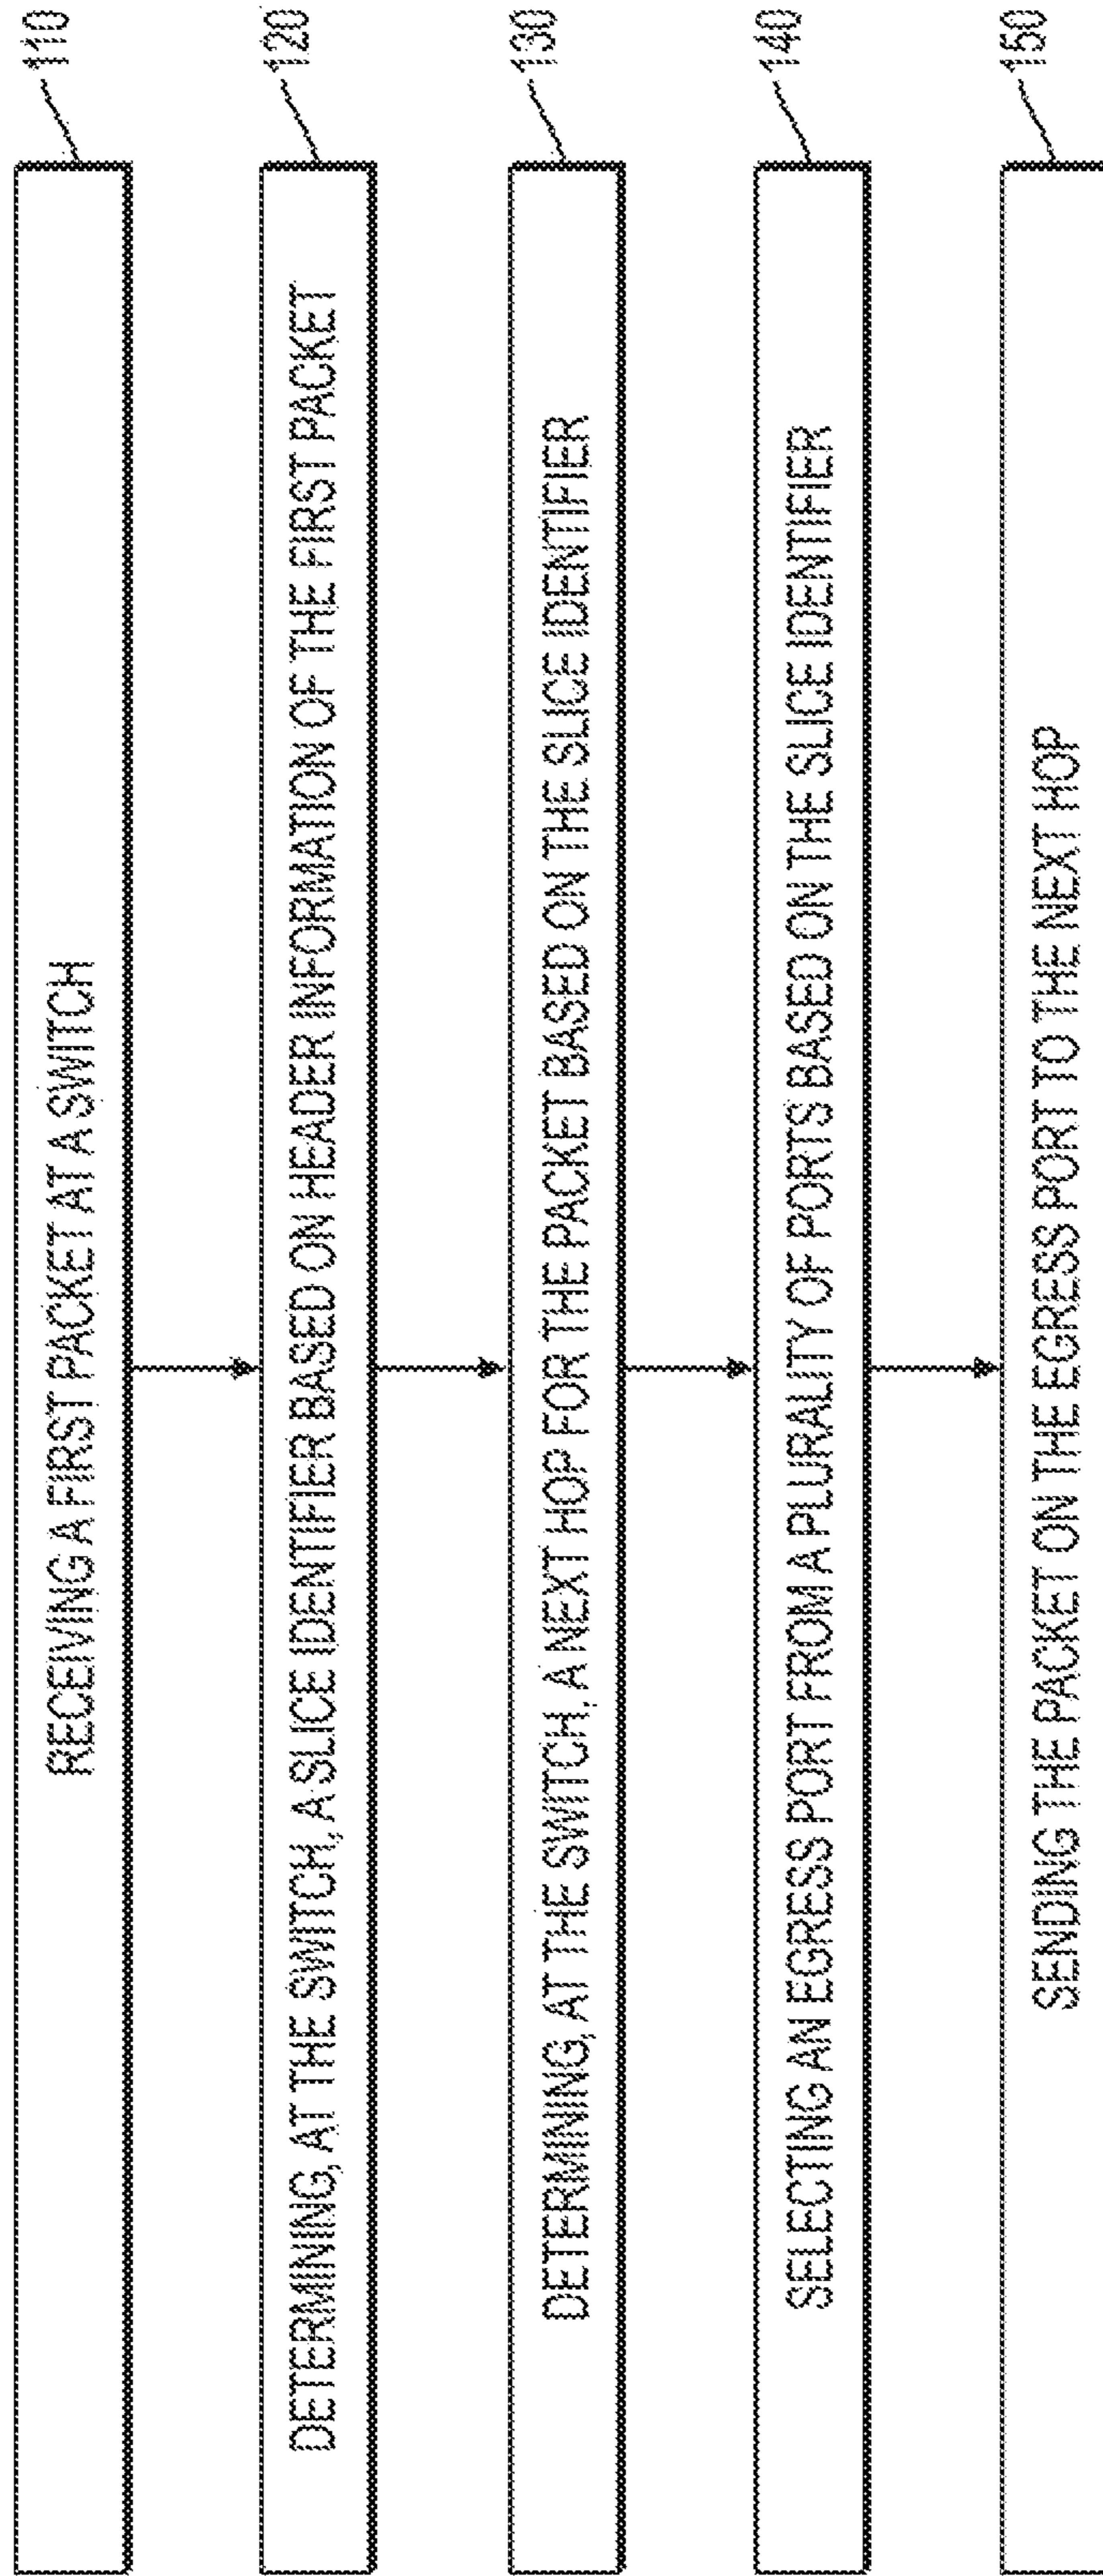 RECEIVING A FIRST PACKET AT A SWITCH
110
DETERMINING, AT THE SWITCH, A SLICE IDENTIFIER BASED ON HEADER INFORMATION OF THE FIRST PACKET
120
DETERMINING, AT THE SWITCH, A NEXT HOP FOR THE PACKET BASED ON THE SLICE IDENTIFIER
130
SELECTING AN EGRESS PORT FROM A PLURALITY OF PORTS BASED ON THE SLICE IDENTIFIER
140
SENDING THE PACKET ON THE EGRESS PORT TO THE NEXT HOP
150